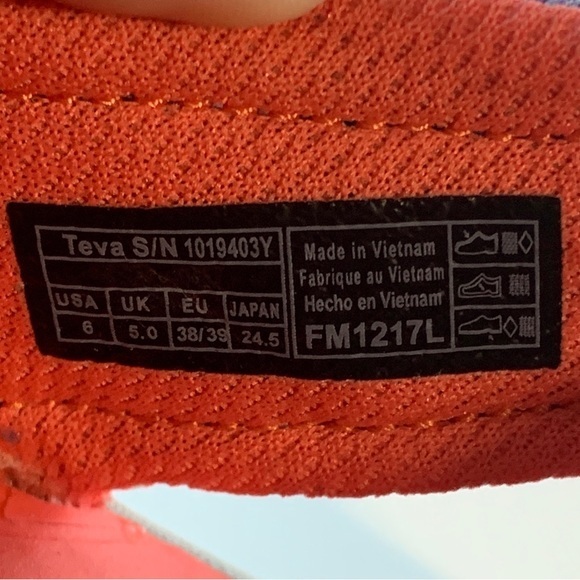 Teva S/N 1019403Y
USA UK EU JAPAN
6 5.0 38/39 24.5
Made in Vietnam
Fabrique au Vietnam
Hecho en Vietnam
FM1217L